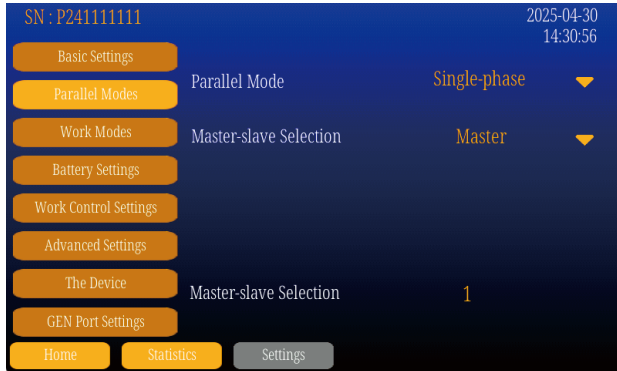 SN : P241111111
2025-04-30
14:30:56
Basic Settings
Parallel Modes
Work Modes
Battery Settings
Work Control Settings
Advanced Settings
The Device
GEN Port Settings
Parallel Mode
Single-phase
Master-slave Selection
Master
Master-slave Selection
1
Home
Statistics
Settings